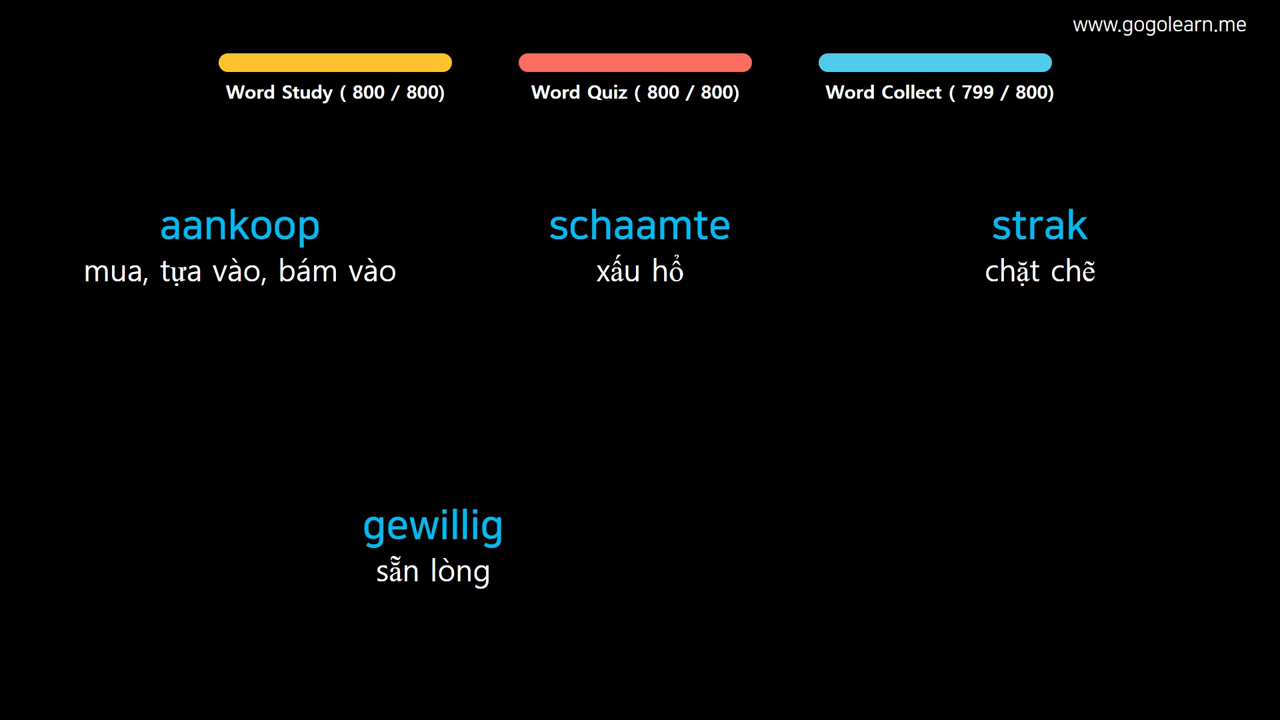 www.gogolearn.me
Word Study ( 800 / 800)
Word Quiz ( 800 / 800)
Word Collect ( 799 / 800)
aankoop
mua, tựa vào, bám vào
schaamte
xấu hổ
strak
chặt chẽ
gewillig
sẵn lòng